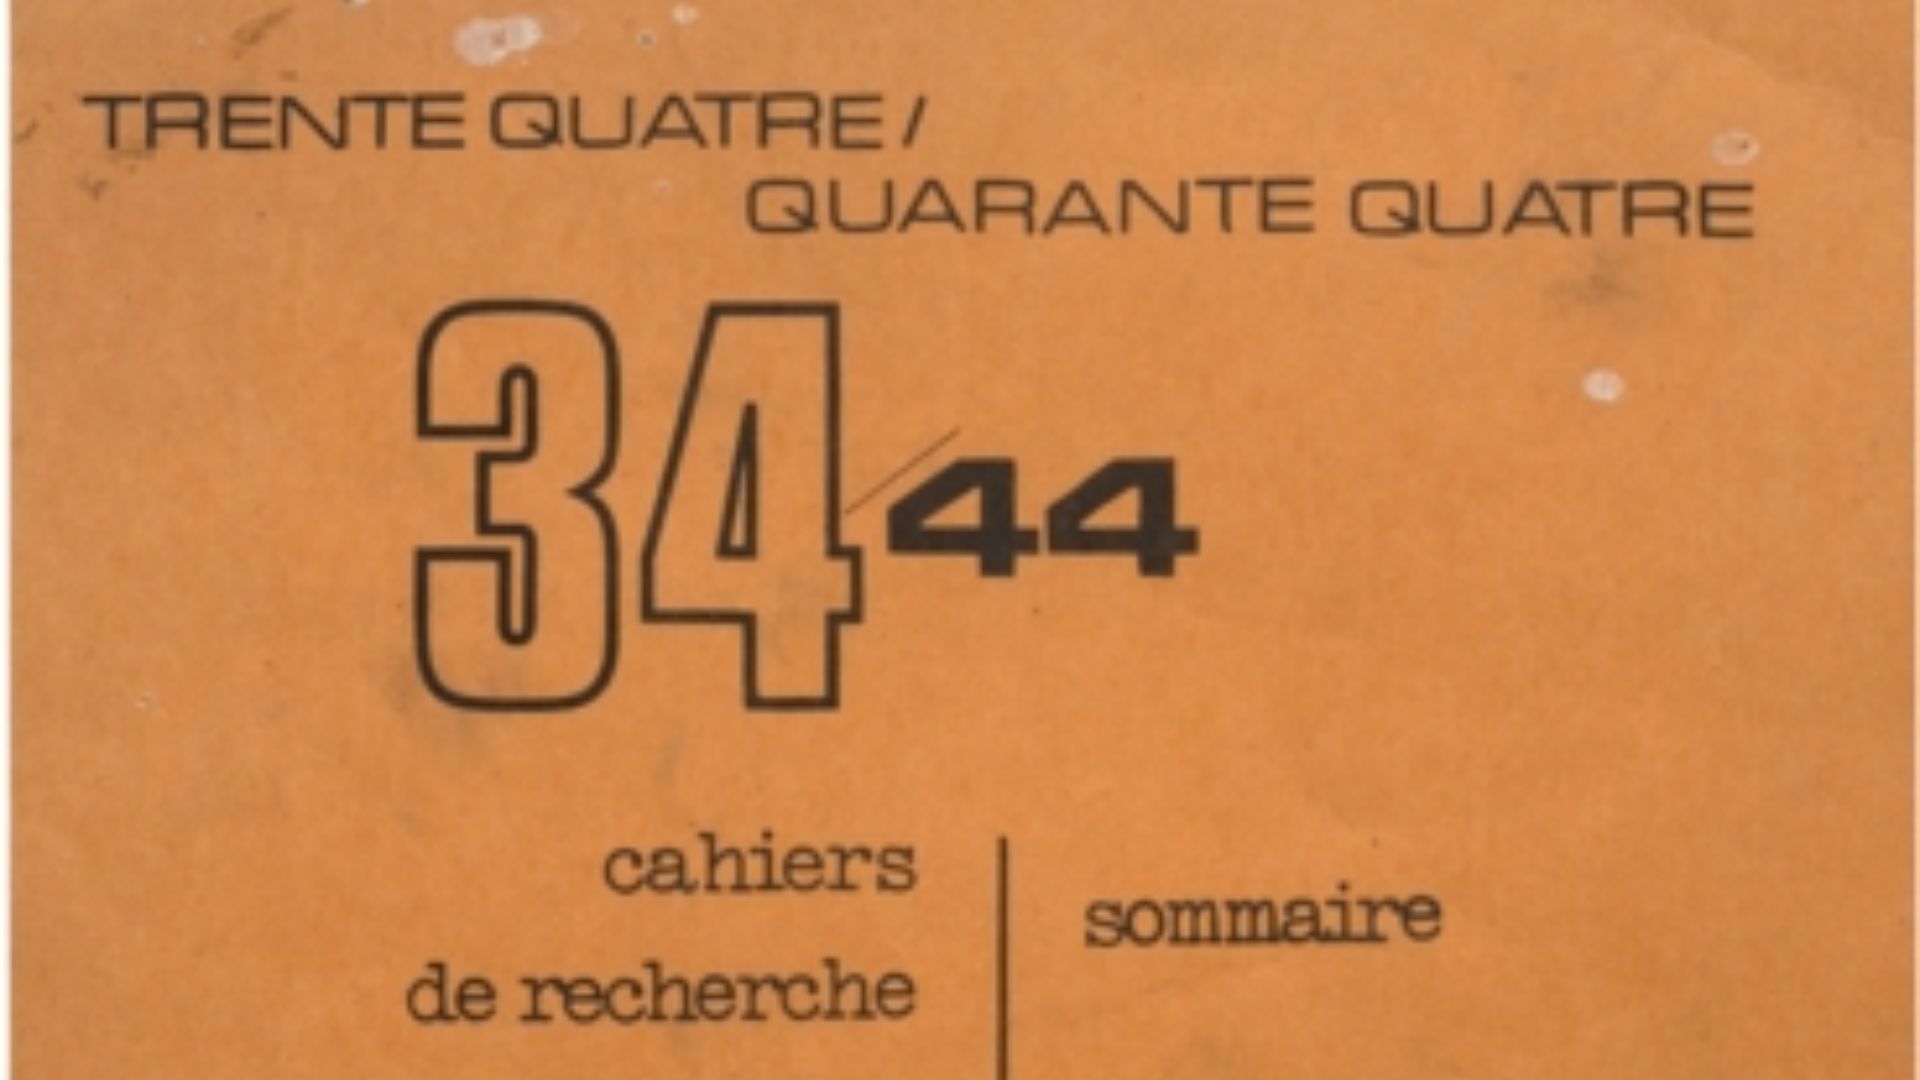 TRENTE QUATRE /
QUARANTE QUATRE
34/44
cahiers
de recherche
sommaire